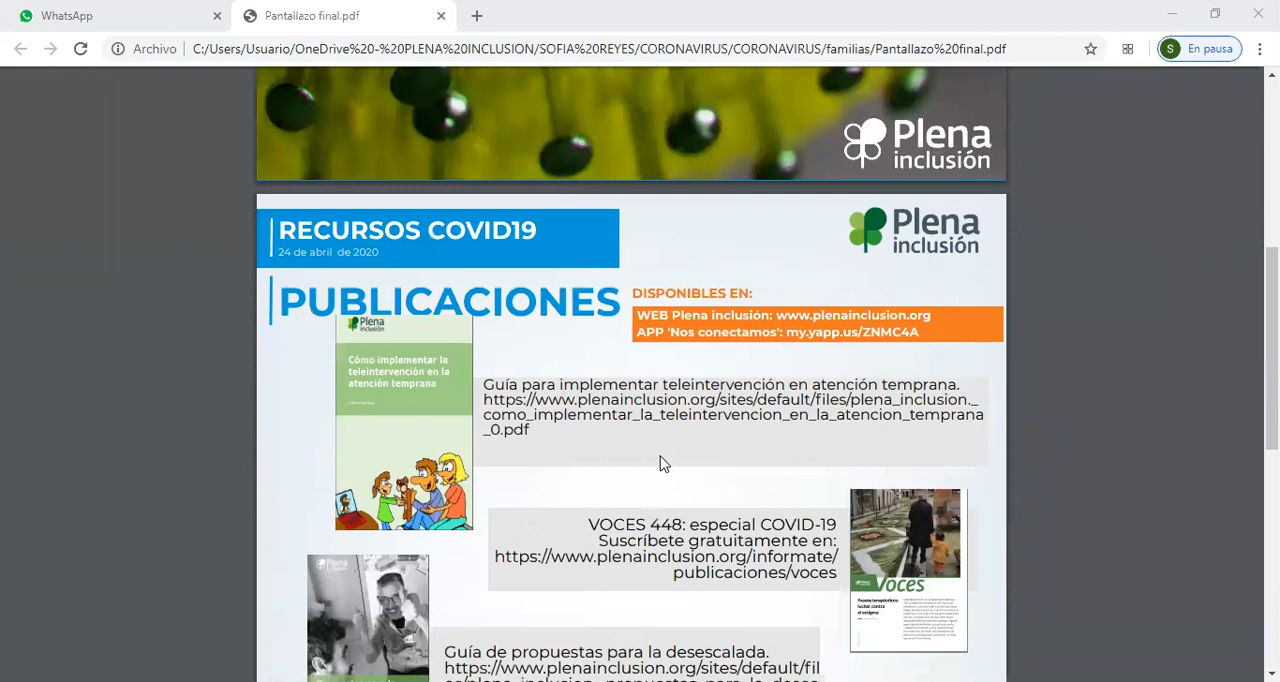 WhatsApp
Pantallazo final.pdf
Archivo
C:/Users/Usuario/OneDrive%20-%20PLENA%20INCLUSION/SOFIA%20REYES/CORONAVIRUS/CORONAVIRUS/familias/Pantallazo%20final.pdf
S
En pausa
Plena
inclusión
RECURSOS COVID19
24 de abril de 2020
Plena
inclusión
PUBLICACIONES
DISPONIBLES EN:
WEB Plena inclusión: www.plenainclusion.org
APP 'Nos conectamos': my.yapp.us/ZNMC4A
Plena
inclusión
Cómo implementar la
teleintervención en la
atención temprana
Guía para implementar teleintervención en atención temprana.
https://www.plenainclusion.org/sites/default/files/plena_inclusion._
como_implementar_la_teleintervencion_en_la_atencion_temprana
_0.pdf
VOCES 448: especial COVID-19
Suscríbete gratuitamente en:
https://www.plenainclusion.org/informate/
publicaciones/voces
Voces
luchar contra
el estigma
Plena
Guía de propuestas para la desescalada.
https://www.plenainclusion.org/sites/default/fil